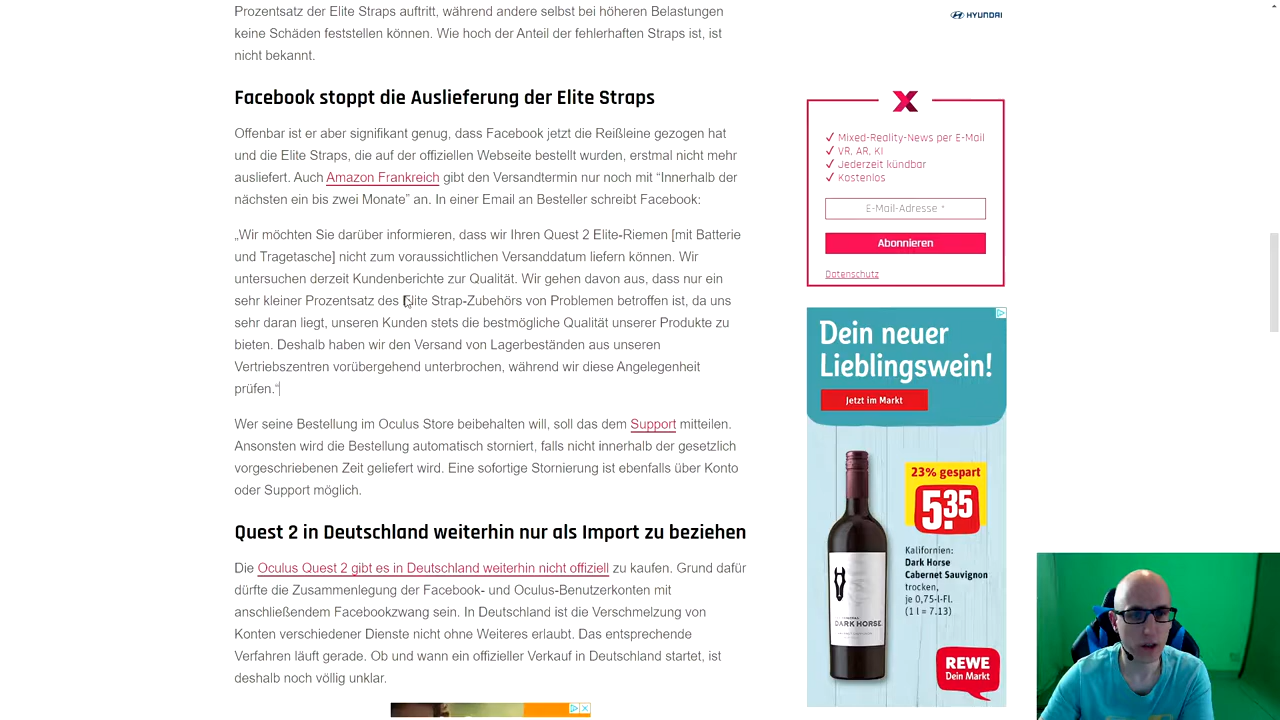 Prozentsatz der Elite Straps auftritt, während andere selbst bei höheren Belastungen
keine Schäden feststellen können. Wie hoch der Anteil der fehlerhaften Straps ist, ist
nicht bekannt.
Facebook stoppt die Auslieferung der Elite Straps
Offenbar ist er aber signifikant genug, dass Facebook jetzt die Reißleine gezogen hat
und die Elite Straps, die auf der offiziellen Webseite bestellt wurden, erstmal nicht mehr
ausliefert. Auch Amazon Frankreich gibt den Versandtermin nur noch mit “Innerhalb der
nächsten ein bis zwei Monate” an. In einer Email an Besteller schreibt Facebook:
„Wir möchten Sie darüber informieren, dass wir Ihren Quest 2 Elite-Riemen [mit Batterie
und Tragetasche] nicht zum voraussichtlichen Versanddatum liefern können. Wir
untersuchen derzeit Kundenberichte zur Qualität. Wir gehen davon aus, dass nur ein
sehr kleiner Prozentsatz des Elite Strap-Zubehörs von Problemen betroffen ist, da uns
sehr daran liegt, unseren Kunden stets die bestmögliche Qualität unserer Produkte zu
bieten. Deshalb haben wir den Versand von Lagerbeständen aus unseren
Vertriebszentren vorübergehend unterbrochen, während wir diese Angelegenheit
prüfen.“
Wer seine Bestellung im Oculus Store beibehalten will, soll das dem Support mitteilen.
Ansonsten wird die Bestellung automatisch storniert, falls nicht innerhalb der gesetzlich
vorgeschriebenen Zeit geliefert wird. Eine sofortige Stornierung ist ebenfalls über Konto
oder Support möglich.
Quest 2 in Deutschland weiterhin nur als Import zu beziehen
Die Oculus Quest 2 gibt es in Deutschland weiterhin nicht offiziell zu kaufen. Grund dafür
dürfte die Zusammenlegung der Facebook- und Oculus-Benutzerkonten mit
anschließendem Facebookzwang sein. In Deutschland ist die Verschmelzung von
Konten verschiedener Dienste nicht ohne Weiteres erlaubt. Das entsprechende
Verfahren läuft gerade. Ob und wann ein offizieller Verkauf in Deutschland startet, ist
deshalb noch völlig unklar.
HYUNDAI
X
✓ Mixed-Reality-News per E-Mail
✓ VR, AR, KI
✓ Jederzeit kündbar
✓ Kostenlos
E-Mail-Adresse *
Abonnieren
Datenschutz
Dein neuer
Lieblingswein!
Jetzt im Markt
23% gespart
5.35
Kalifornien:
Dark Horse
Cabernet Sauvignon
trocken,
je 0,75-l-Fl.
(1 l = 7.13)
DARK HORSE
REWE
Dein Markt